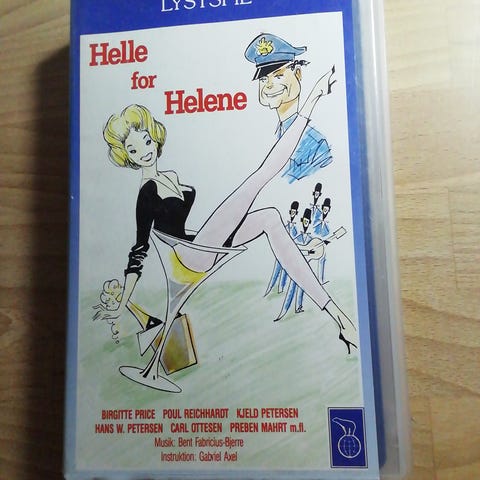 LYSTSPIL
Helle
for
Helene
BIRGITTE PRICE POUL REICHHARDT KJELD PETERSEN
HANS W. PETERSEN CARL OTTESEN PREBEN MAHRT m.fl.
Musik: Bent Fabricius-Bjerre
Instruktion: Gabriel Axel